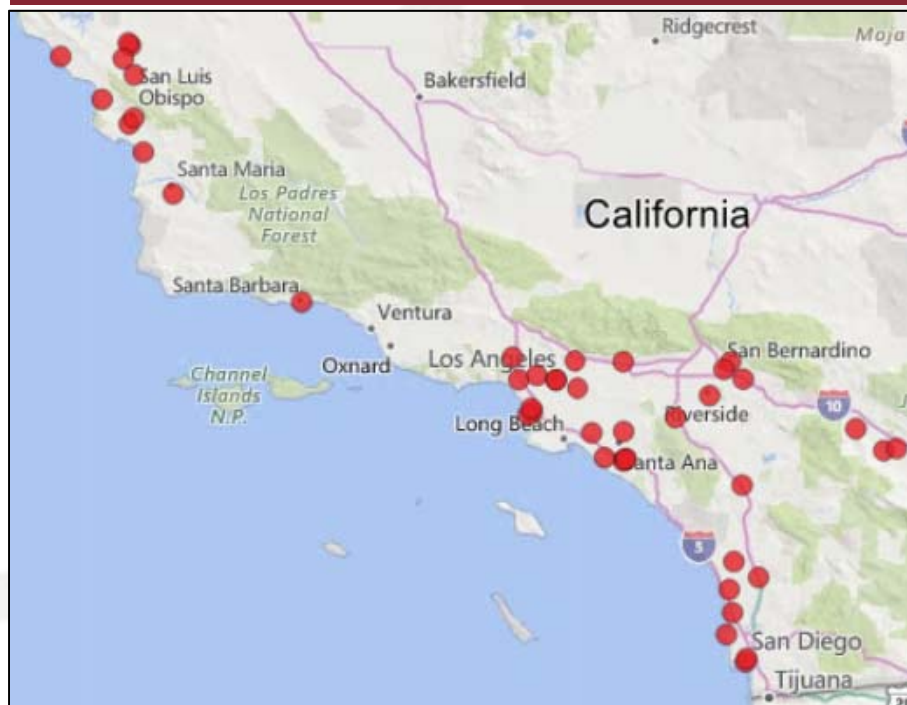 Ridgecrest
Moja
San Luis
Obispo
Bakersfield
Santa Maria
Los Padres
National
Forest
California
Santa Barbara
Ventura
Oxnard
Los Angeles
San Bernardino
Channel
Islands
N.P.
10
Riverside
Long Beach
anta Ana
5
San Diego
Tijuana